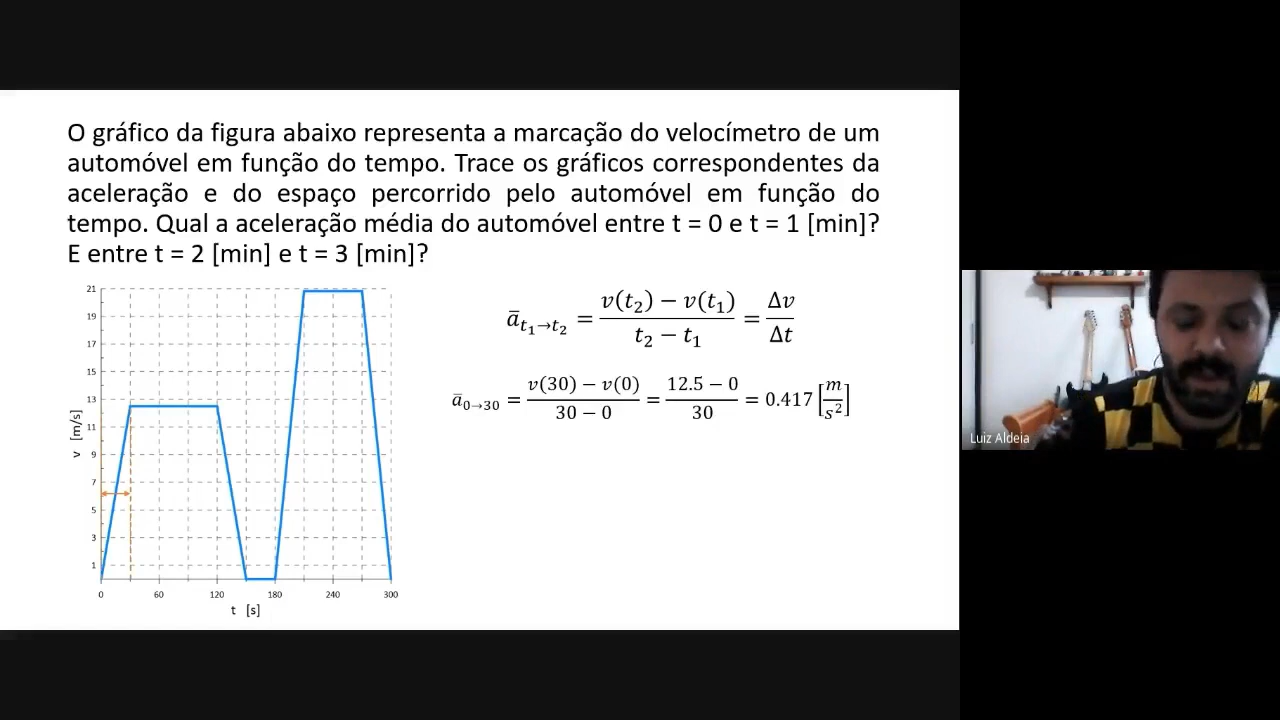 O gráfico da figura abaixo representa a marcação do velocímetro de um
automóvel em função do tempo. Trace os gráficos correspondentes da
aceleração e do espaço percorrido pelo automóvel em função do
tempo. Qual a aceleração média do automóvel entre t = 0 e t = 1 [min]?
E entre t = 2 [min] e t = 3 [min]?
21
19
17
15
13
11
9
7
5
3
1
v [m/s]
0 60 120 180 240 300
t [s]
ā_{t₁→t₂} = (v(t₂) − v(t₁))/(t₂ − t₁) = Δv/Δt
ā_{0→30} = (v(30) − v(0))/(30 − 0) = (12.5 − 0)/30 = 0.417 [m/s²]
Luiz Aldeia